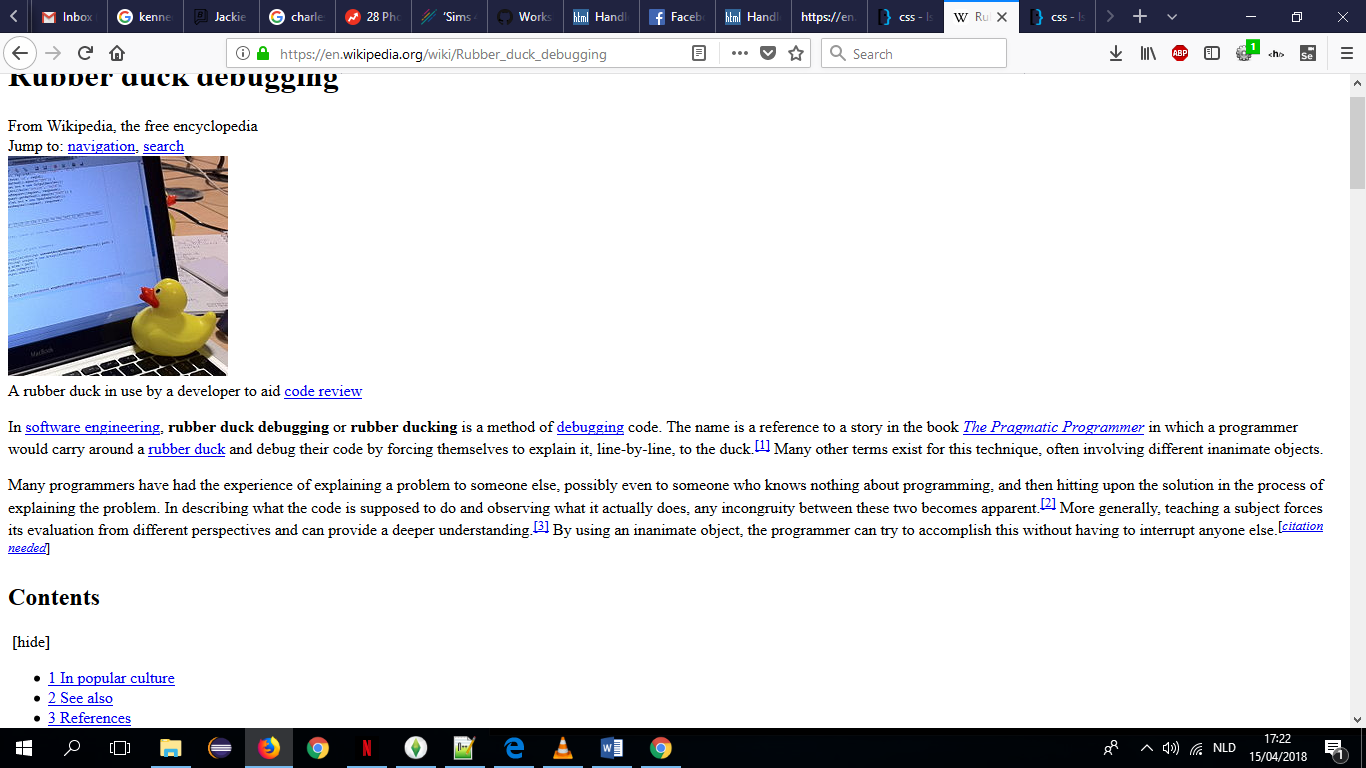 Inbox
kenne
Jackie
charle
28 Pho
'Sims
Works
Handl
Faceb
Handl
https://en.
css - Is
Ru
css - Is
https://en.wikipedia.org/wiki/Rubber_duck_debugging
Search
ABP
1
<h>
Se
Rubber duck debugging
From Wikipedia, the free encyclopedia
Jump to: navigation, search
MacBook
A rubber duck in use by a developer to aid code review
In software engineering, rubber duck debugging or rubber ducking is a method of debugging code. The name is a reference to a story in the book The Pragmatic Programmer in which a programmer
would carry around a rubber duck and debug their code by forcing themselves to explain it, line-by-line, to the duck.[1] Many other terms exist for this technique, often involving different inanimate objects.
Many programmers have had the experience of explaining a problem to someone else, possibly even to someone who knows nothing about programming, and then hitting upon the solution in the process of
explaining the problem. In describing what the code is supposed to do and observing what it actually does, any incongruity between these two becomes apparent.[2] More generally, teaching a subject forces
its evaluation from different perspectives and can provide a deeper understanding.[3] By using an inanimate object, the programmer can try to accomplish this without having to interrupt anyone else.[citation
needed]
Contents
[hide]
1 In popular culture
2 See also
3 References
NLD
17:22
15/04/2018
1